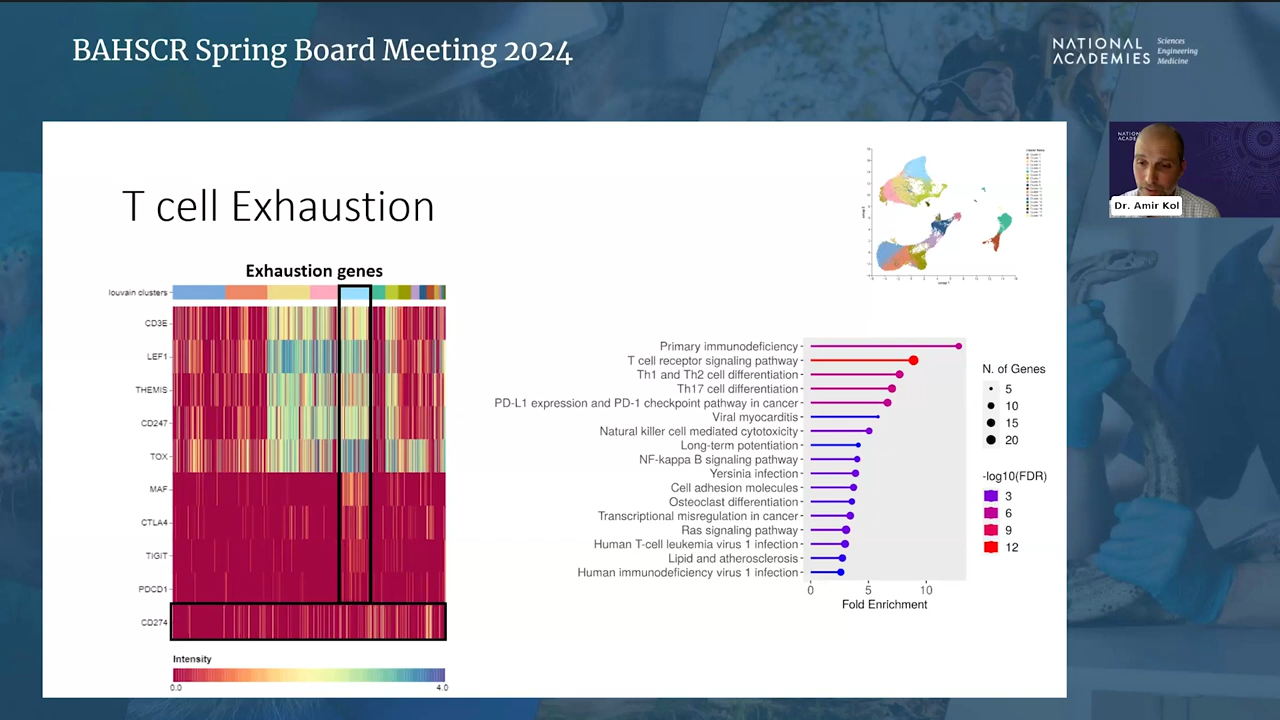 BAHSCR Spring Board Meeting 2024
NATIONAL ACADEMIES
Sciences
Engineering
Medicine
Dr. Amir Kol
T cell Exhaustion
Exhaustion genes
louvain clusters
CD3E
LEF1
THEMIS
CD247
TOX
MAF
CTLA4
TIGIT
PDCD1
CD274
Intensity
0.0 4.0
Primary immunodeficiency
T cell receptor signaling pathway
Th1 and Th2 cell differentiation
Th17 cell differentiation
PD-L1 expression and PD-1 checkpoint pathway in cancer
Viral myocarditis
Natural killer cell mediated cytotoxicity
Long-term potentiation
NF-kappa B signaling pathway
Yersinia infection
Cell adhesion molecules
Osteoclast differentiation
Transcriptional misregulation in cancer
Ras signaling pathway
Human T-cell leukemia virus 1 infection
Lipid and atherosclerosis
Human immunodeficiency virus 1 infection
0 5 10
Fold Enrichment
N. of Genes
5
10
15
20
-log10(FDR)
3
6
9
12